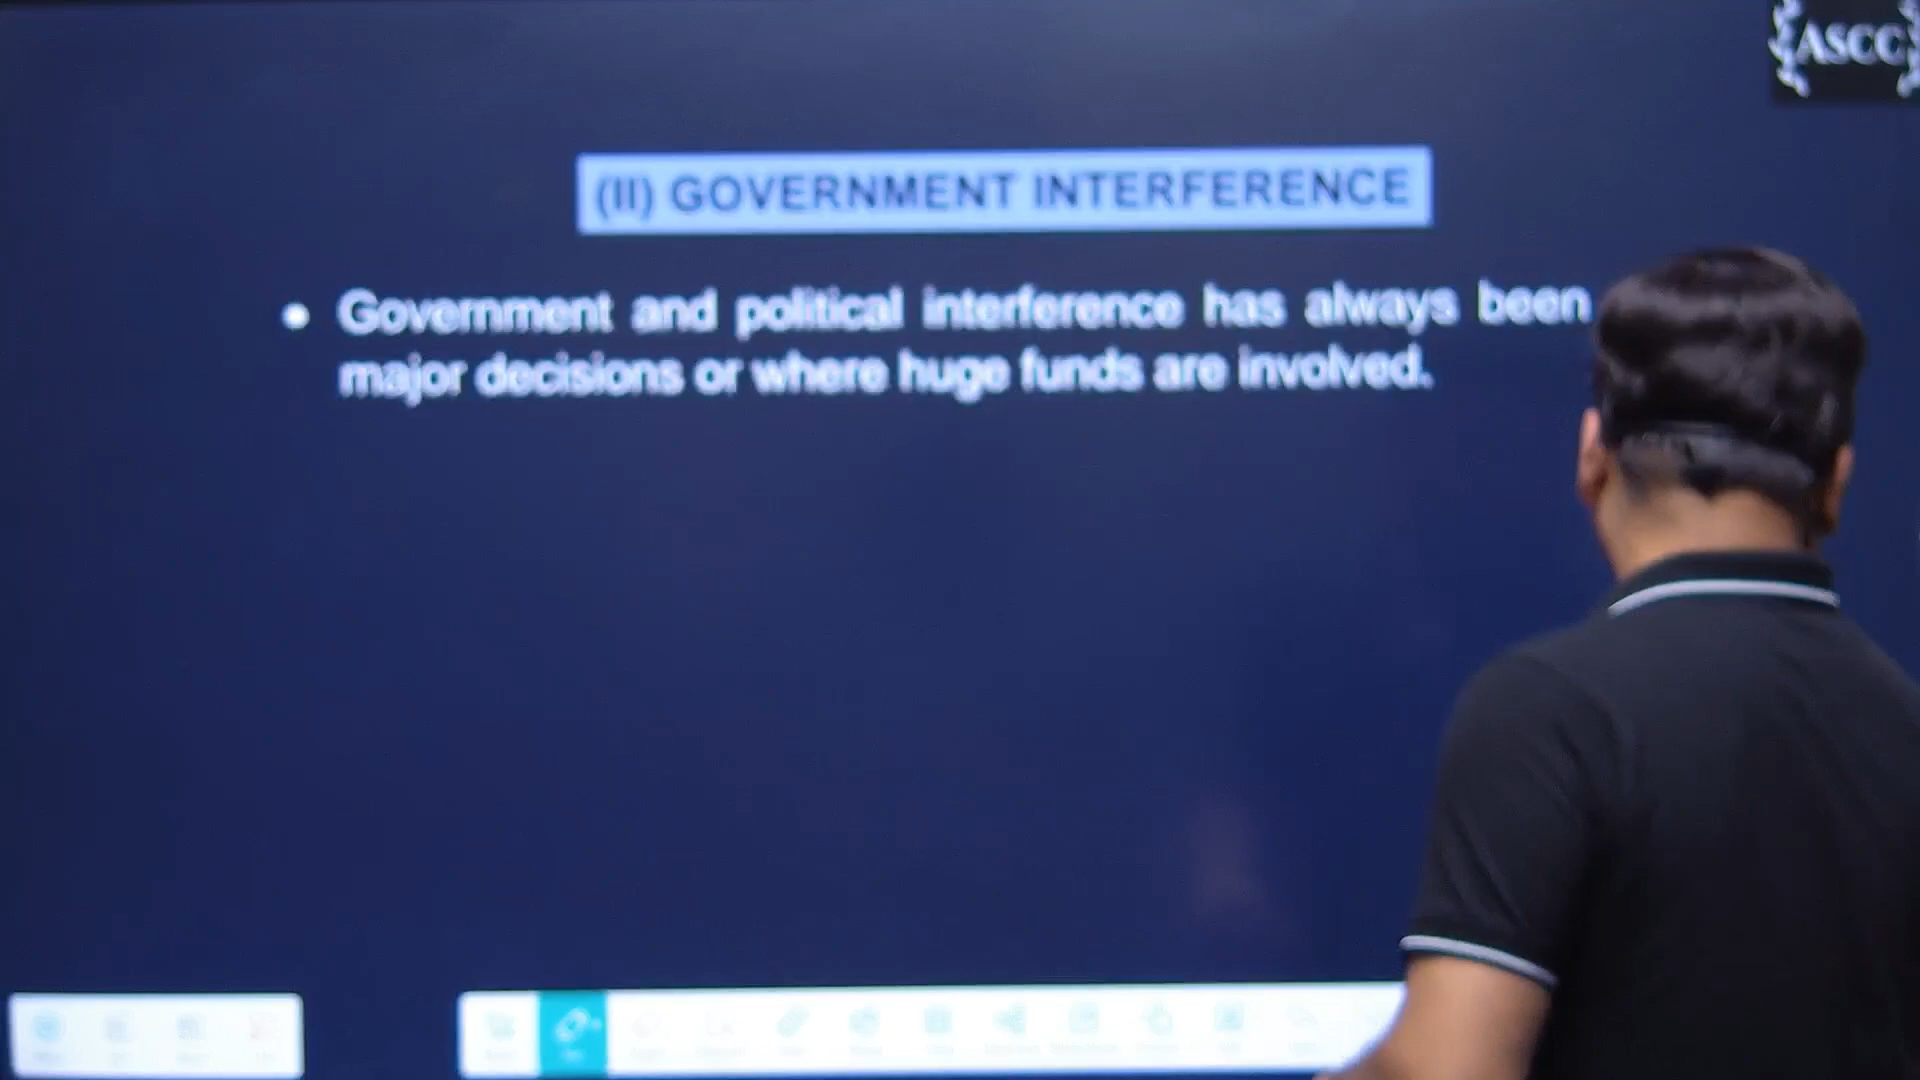 ASCC
(II) GOVERNMENT INTERFERENCE
• Government and political interference has always been
major decisions or where huge funds are involved.